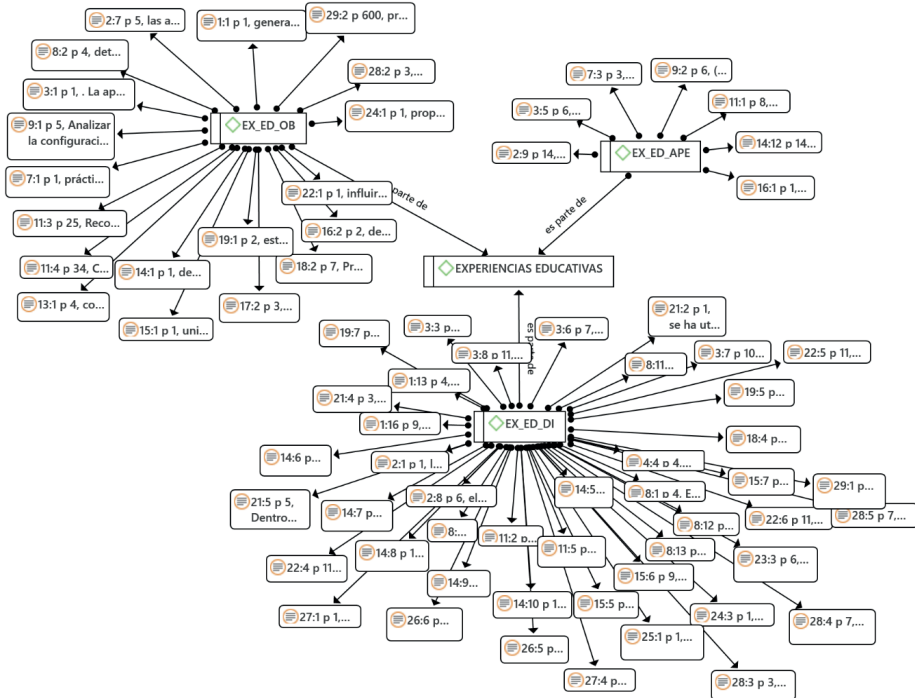 2:7 p 5, las a...
1:1 p 1, genera...
29:2 p 600, pr...
8:2 p 4, det...
28:2 p 3,...
3:1 p 1, . La ap...
24:1 p 1, prop...
9:1 p 5, Analizar
la configuraci...
EX_ED_OB
7:1 p 1, prácti...
22:1 p 1, influir...
parte de
11:3 p 25, Reco...
19:1 p 2, est...
16:2 p 2, de...
11:4 p 34, C...
14:1 p 1, de...
18:2 p 7, Pr...
13:1 p 4, co...
17:2 p 3,...
15:1 p 1, uni...
7:3 p 3,...
9:2 p 6, (...
3:5 p 6,...
11:1 p 8,...
2:9 p 14,...
EX_ED_APE
14:12 p 14...
16:1 p 1,...
es parte de
EXPERIENCIAS EDUCATIVAS
21:2 p 1,
se ha ut...
19:7 p...
3:3 p...
3:6 p 7,...
3:8 p 11,...
8:11...
3:7 p 10...
22:5 p 11,...
1:13 p 4,...
19:5 p...
21:4 p 3,...
1:16 p 9,...
EX_ED_DI
18:4 p...
14:6 p...
2:1 p 1, l...
4:4 p 4,...
15:7 p...
29:1 p...
21:5 p 5,
Dentro...
14:7 p...
2:8 p 6, el...
14:5...
8:1 p 4, E...
22:6 p 11,...
28:5 p 7,...
8:...
11:2 p...
8:12 p...
22:4 p 11...
14:8 p 1...
11:5 p...
8:13 p...
23:3 p 6,...
14:9...
15:6 p 9,...
27:1 p 1,...
26:6 p...
14:10 p 1...
15:5 p...
24:3 p 1,...
28:4 p 7,...
26:5 p...
25:1 p 1,...
27:4 p...
28:3 p 3,...